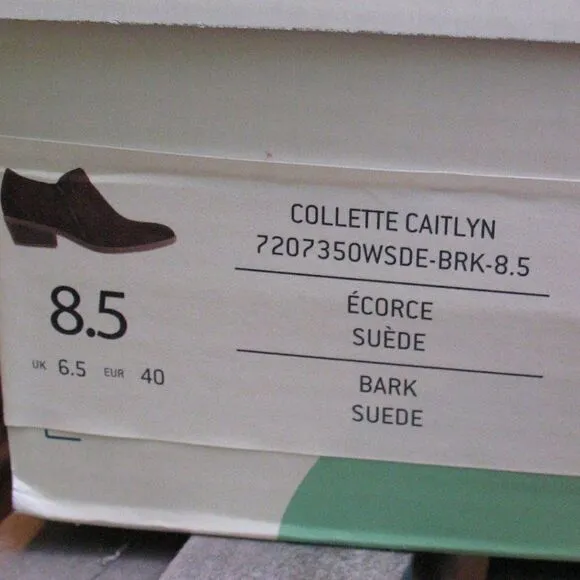 COLLETTE CAITLYN
7207350WSDE-BRK-8.5
ÉCORCE
SUÈDE
BARK
SUEDE
8.5
UK 6.5 EUR 40